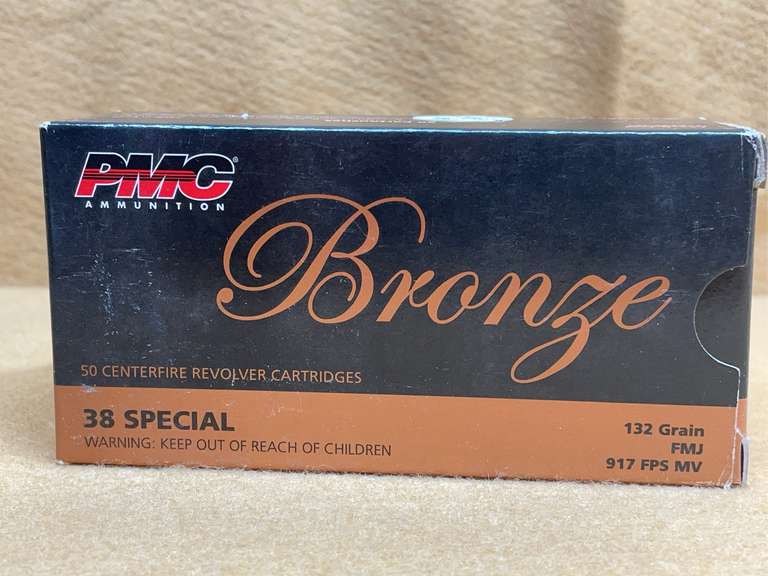 PMC®
AMMUNITION
Bronze
50 CENTERFIRE REVOLVER CARTRIDGES
38 SPECIAL
WARNING: KEEP OUT OF REACH OF CHILDREN
132 Grain
FMJ
917 FPS MV